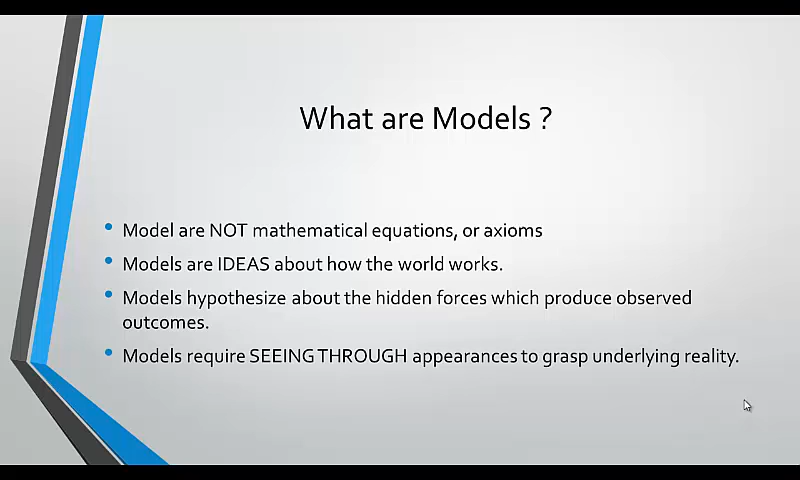 What are Models ?
Model are NOT mathematical equations, or axioms
Models are IDEAS about how the world works.
Models hypothesize about the hidden forces which produce observed
outcomes.
Models require SEEING THROUGH appearances to grasp underlying reality.